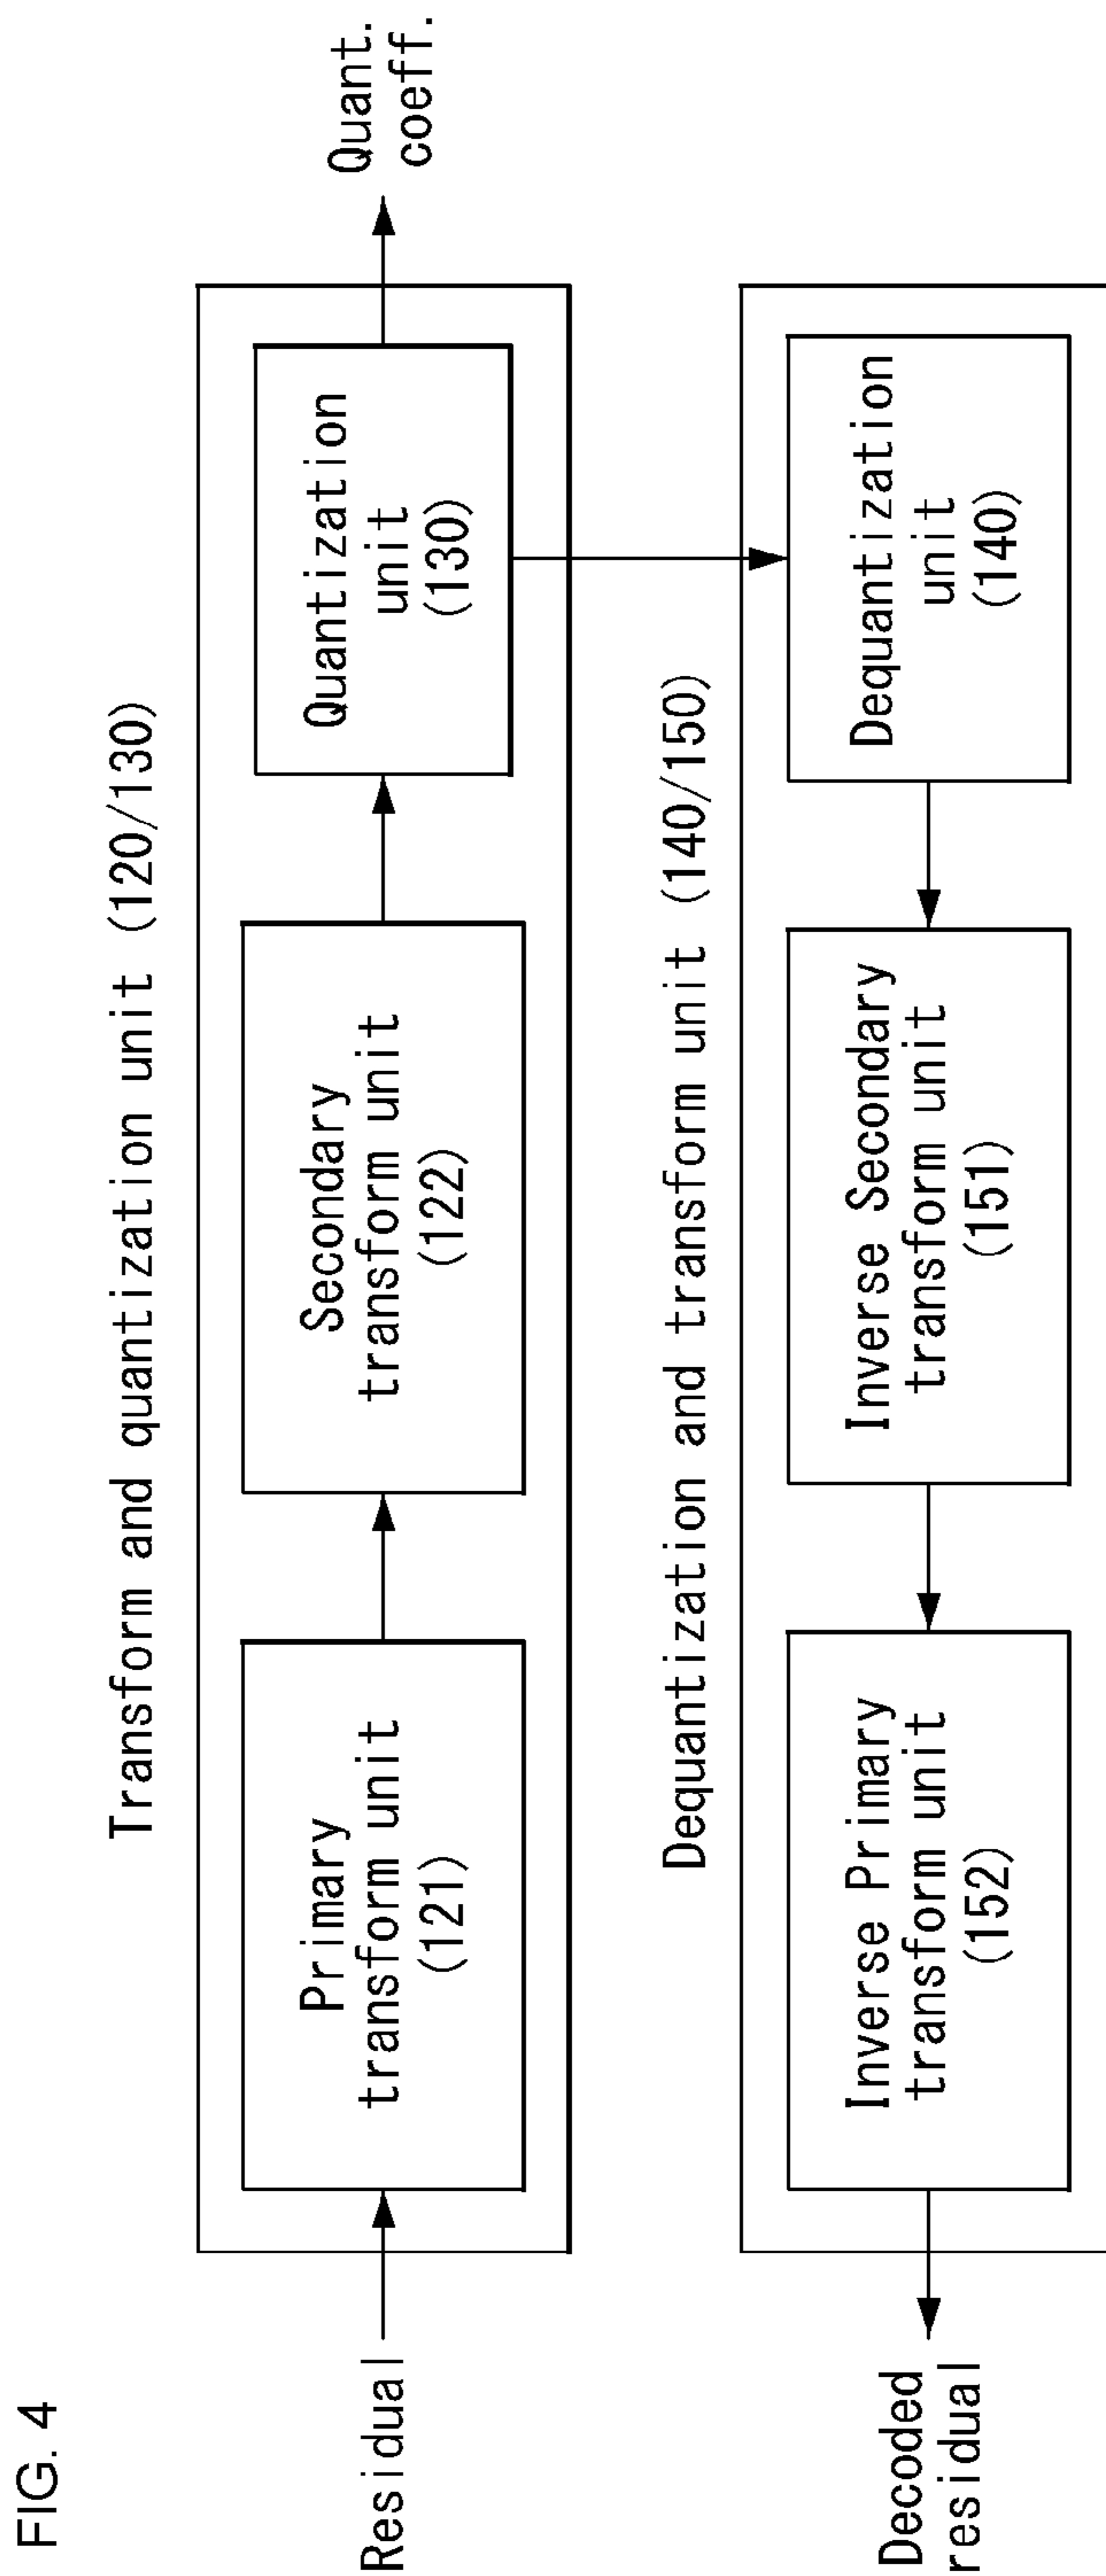 FIG. 4
Transform and quantization unit (120/130)
Residual
Primary
transform unit
(121)
Secondary
transform unit
(122)
Quantization
unit
(130)
Quant.
coeff.
Dequantization and transform unit (140/150)
Decoded
residual
Inverse Primary
transform unit
(152)
Inverse Secondary
transform unit
(151)
Dequantization
unit
(140)